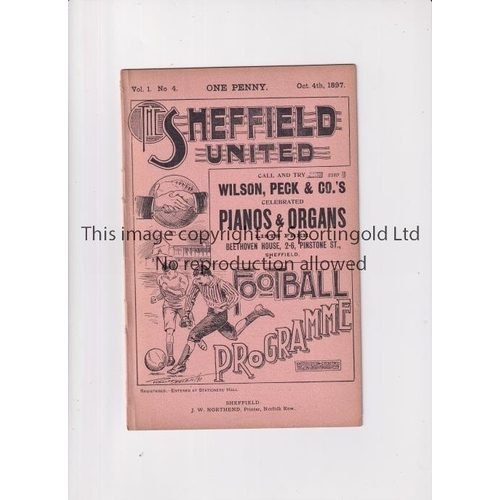 Vol. 1. No 4. ONE PENNY. Oct. 4th, 1897.
THE SHEFFIELD
UNITED
CALL AND TRY
WILSON, PECK & CO.'S
CELEBRATED
PIANOS & ORGANS
BEETHOVEN HOUSE, 2-6, PINSTONE ST.,
SHEFFIELD.
This image copyright of sportingold Ltd
No reproduction allowed
FOOTBALL
PROGRAMME
REGISTERED.—ENTERED AT STATIONERS' HALL.
SHEFFIELD:
J. W. NORTHEND, Printer, Norfolk Row.